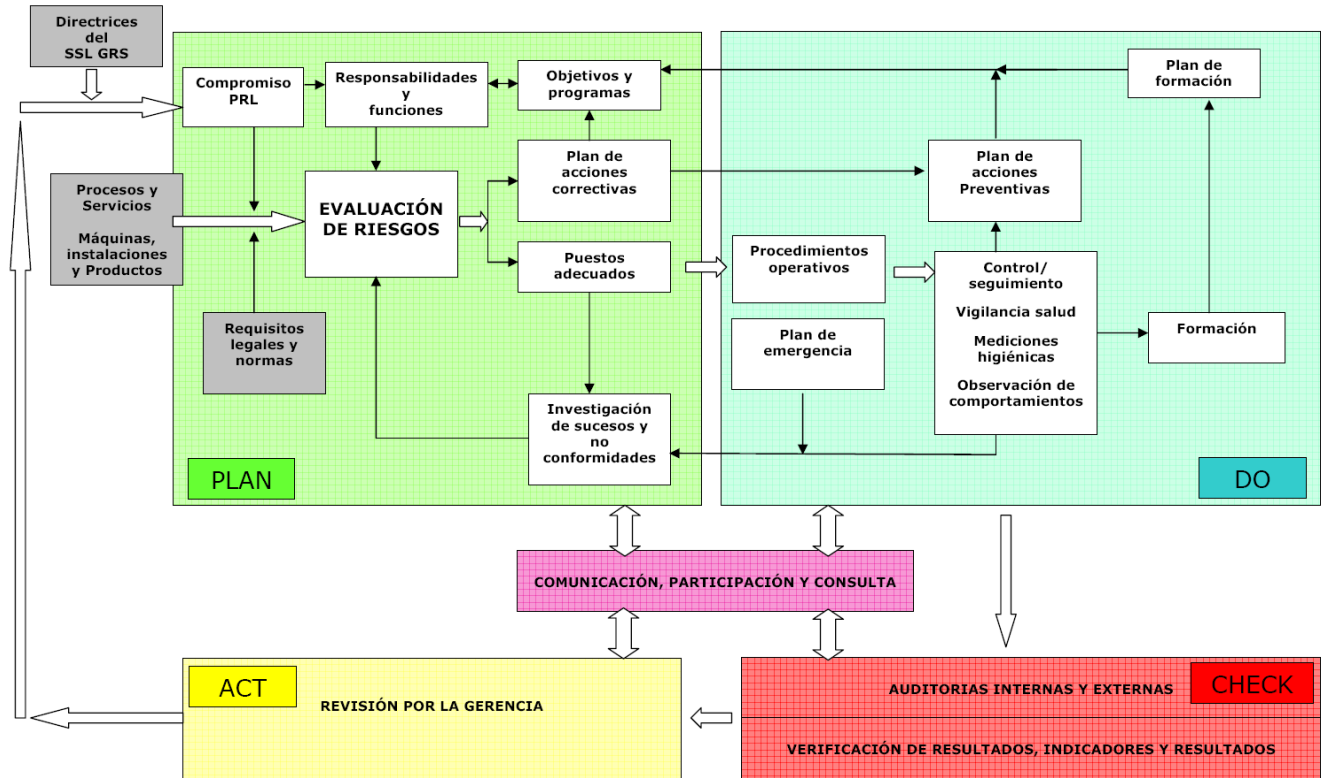 Directrices
del
SSL GRS
Compromiso
PRL
Responsabilidades
y
funciones
Objetivos y
programas
Plan de
formación
Plan de
acciones
correctivas
Plan de
acciones
Preventivas
Procesos y
Servicios
Máquinas,
instalaciones
y Productos
EVALUACIÓN
DE RIESGOS
Puestos
adecuados
Procedimientos
operativos
Control/
seguimiento
Vigilancia salud
Mediciones
higiénicas
Observación de
comportamientos
Formación
Requisitos
legales y
normas
Plan de
emergencia
Investigación
de sucesos y
no
conformidades
PLAN
DO
COMUNICACIÓN, PARTICIPACIÓN Y CONSULTA
ACT
REVISIÓN POR LA GERENCIA
CHECK
AUDITORIAS INTERNAS Y EXTERNAS
VERIFICACIÓN DE RESULTADOS, INDICADORES Y RESULTADOS